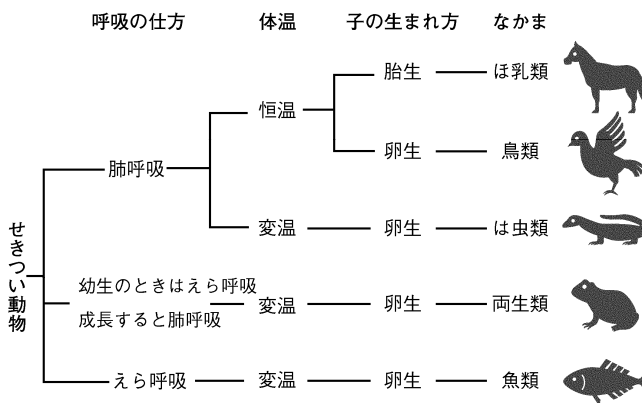 呼吸の仕方 体温 子の生まれ方 なかま
胎生 ほ乳類
恒温
卵生 鳥類
肺呼吸
変温 卵生 は虫類
せきつい動物
幼生のときはえら呼吸
成長すると肺呼吸
変温 卵生 両生類
えら呼吸 変温 卵生 魚類